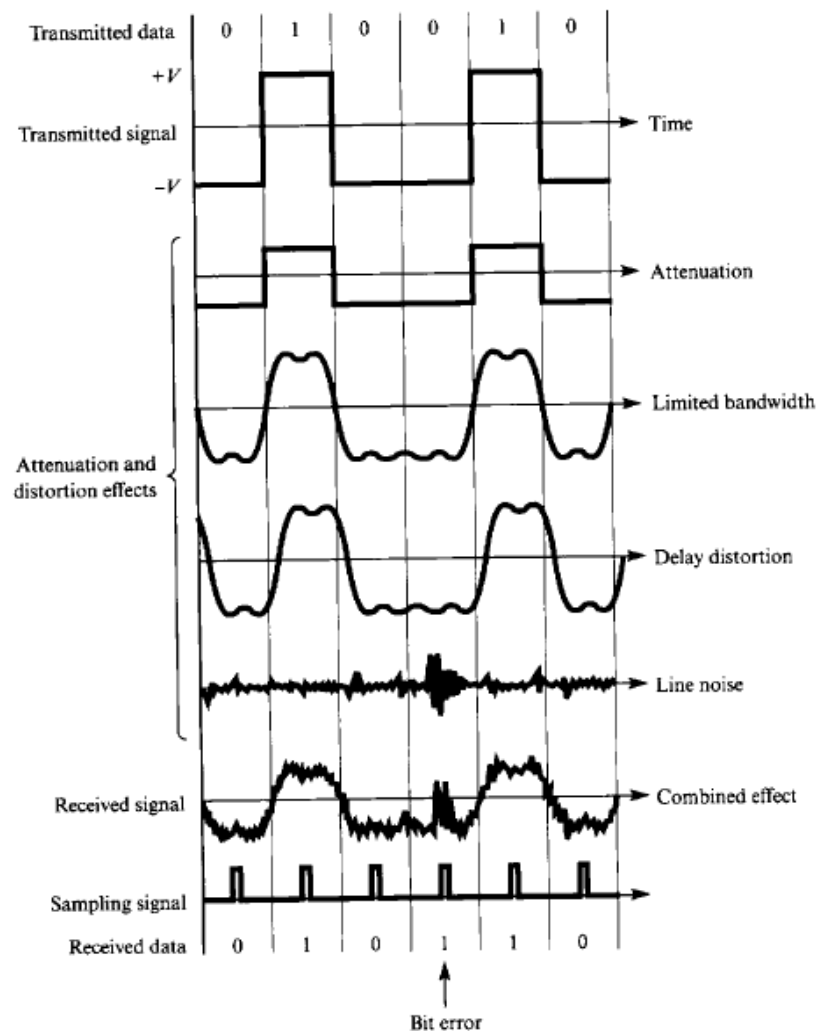 Transmitted data 0 1 0 0 1 0
+V
Time
Transmitted signal
−V
Attenuation
Limited bandwidth
Attenuation and
distortion effects
Delay distortion
Line noise
Received signal
Combined effect
Sampling signal
Received data 0 1 0 1 1 0
Bit error